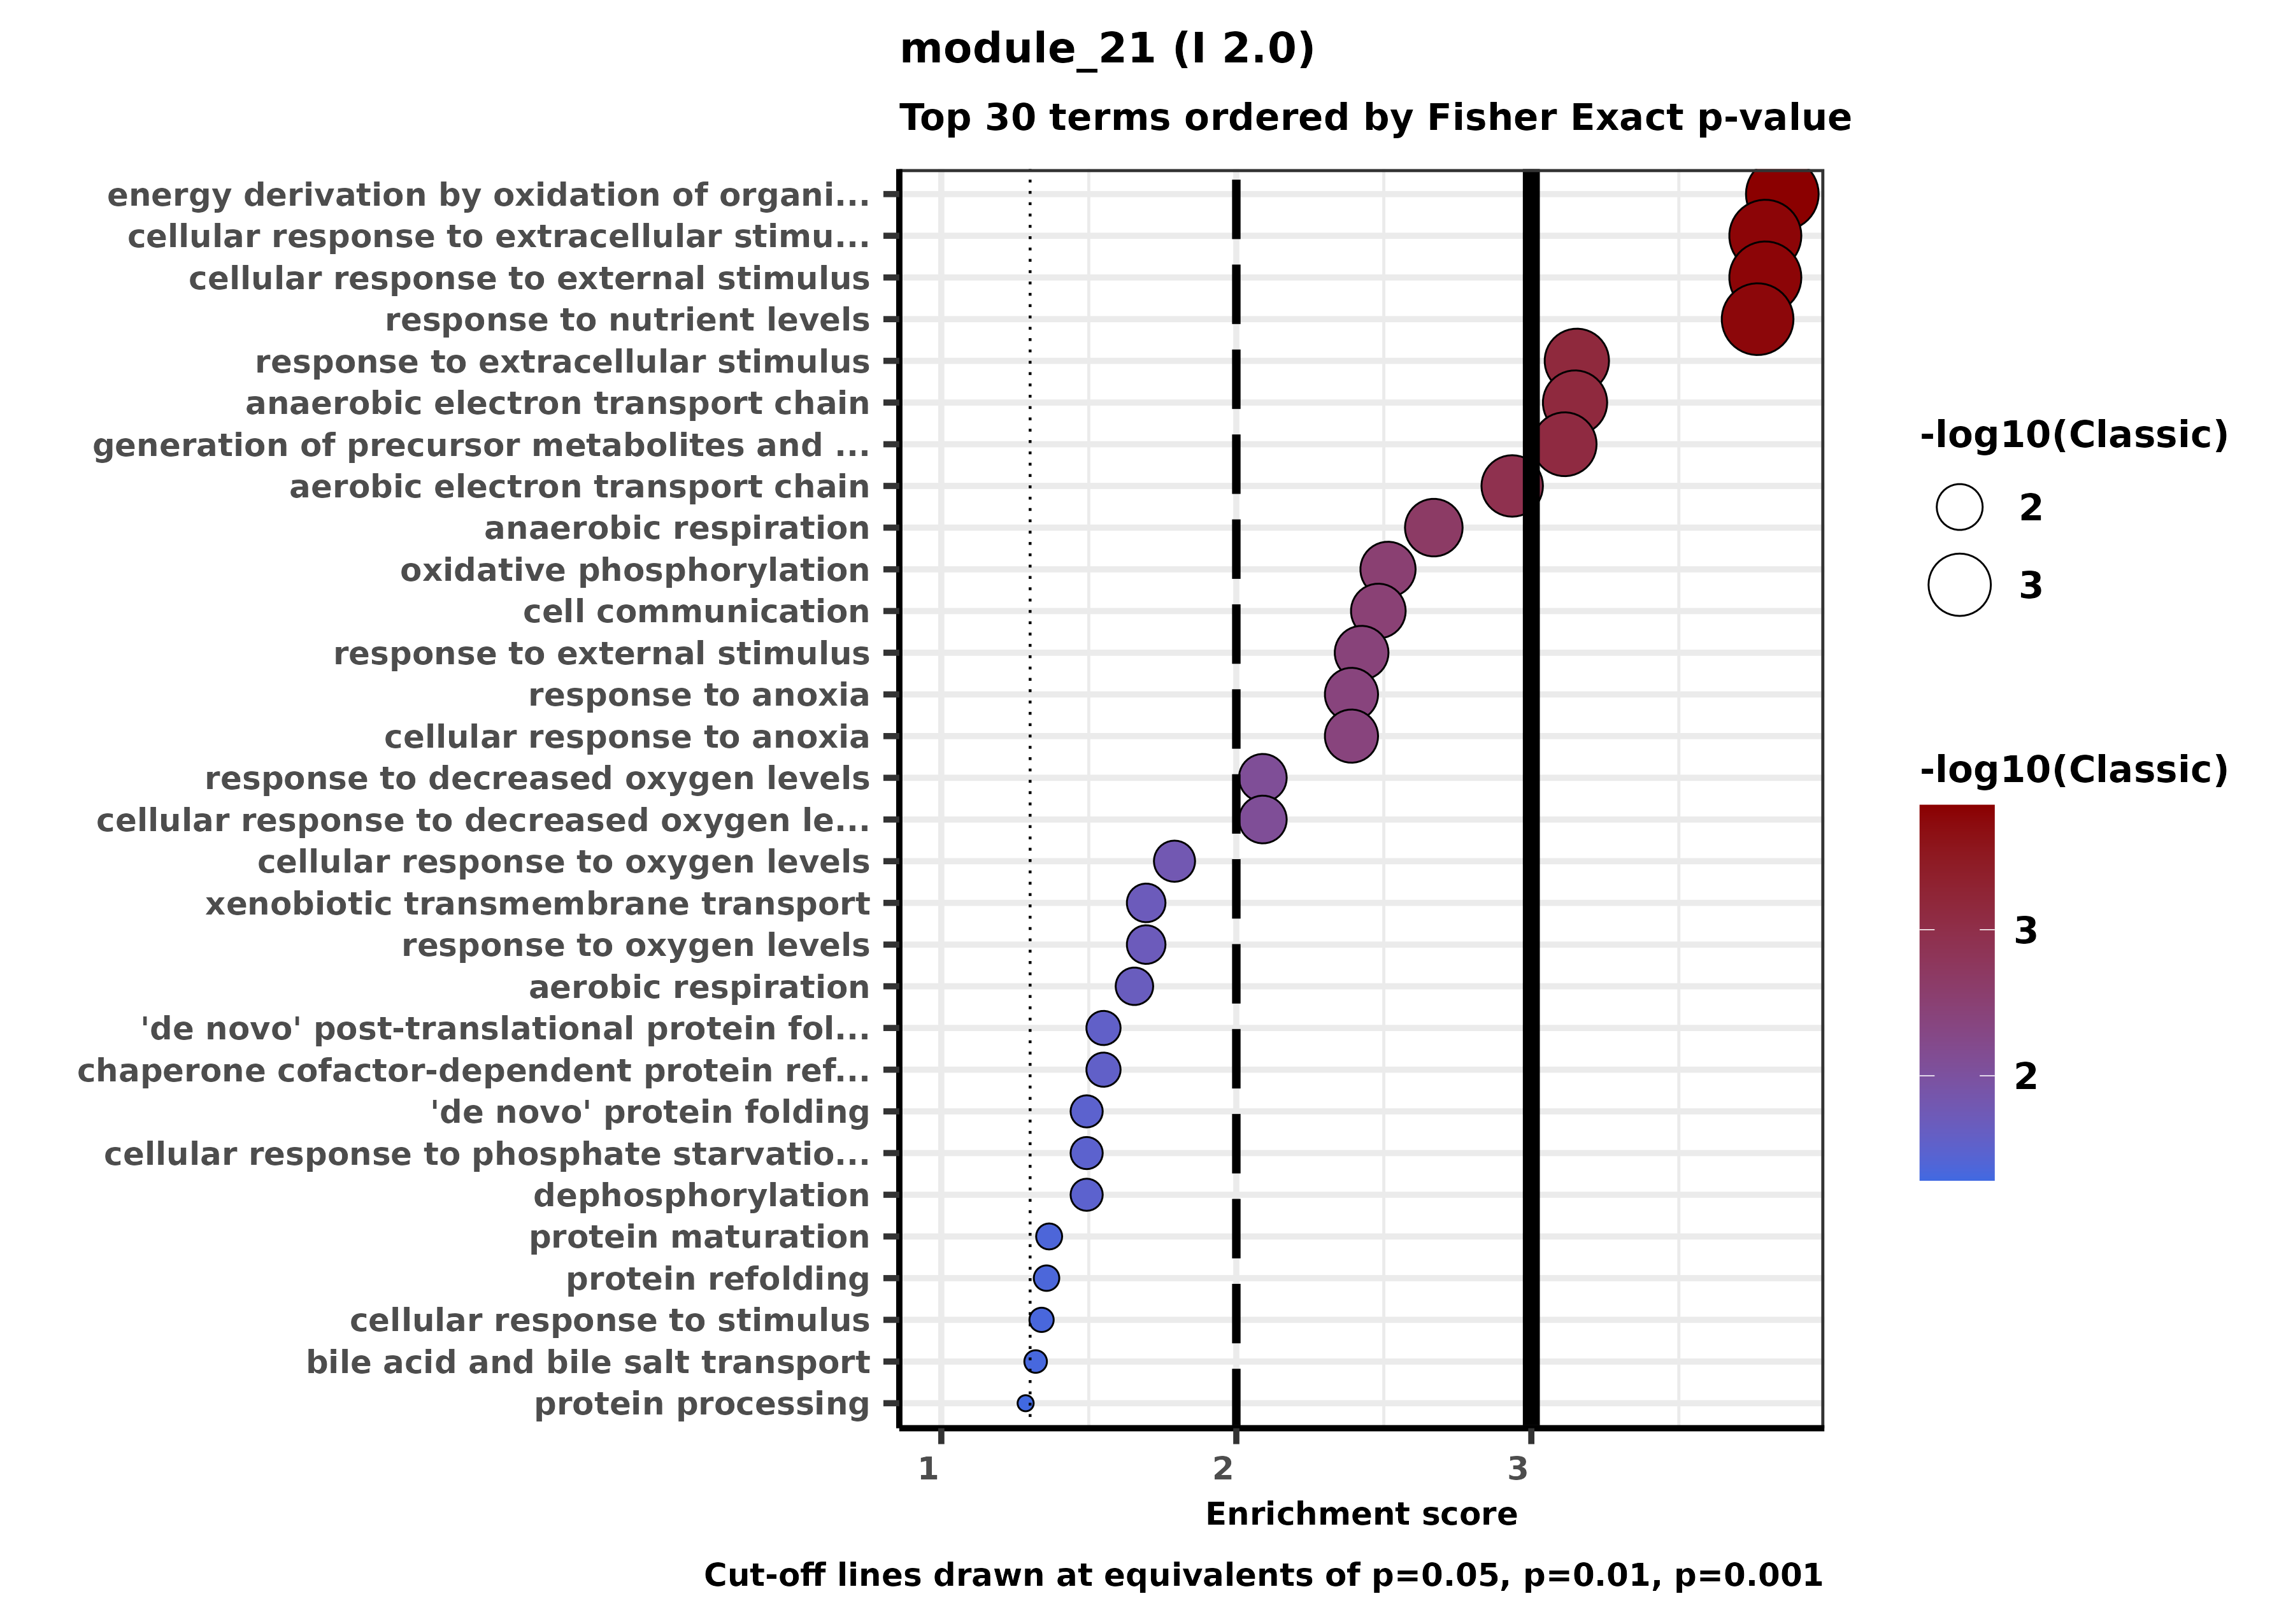 module_21 (I 2.0)
Top 30 terms ordered by Fisher Exact p-value
energy derivation by oxidation of organi...
cellular response to extracellular stimu...
cellular response to external stimulus
response to nutrient levels
response to extracellular stimulus
anaerobic electron transport chain
generation of precursor metabolites and ...
aerobic electron transport chain
anaerobic respiration
oxidative phosphorylation
cell communication
response to external stimulus
response to anoxia
cellular response to anoxia
response to decreased oxygen levels
cellular response to decreased oxygen le...
cellular response to oxygen levels
xenobiotic transmembrane transport
response to oxygen levels
aerobic respiration
'de novo' post-translational protein fol...
chaperone cofactor-dependent protein ref...
'de novo' protein folding
cellular response to phosphate starvatio...
dephosphorylation
protein maturation
protein refolding
cellular response to stimulus
bile acid and bile salt transport
protein processing
1 2 3
Enrichment score
Cut-off lines drawn at equivalents of p=0.05, p=0.01, p=0.001
-log10(Classic)
2
3
-log10(Classic)
3
2